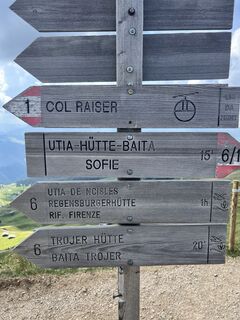 1 COL RAISER
UTIA-HÜTTE-BAITA
SOFIE 15' 6/1
UTIA DE NCISLES
6 REGENSBURGERHÜTTE 1h
RIF. FIRENZE
6 TROJER HÜTTE 20'
BAITA TROJER